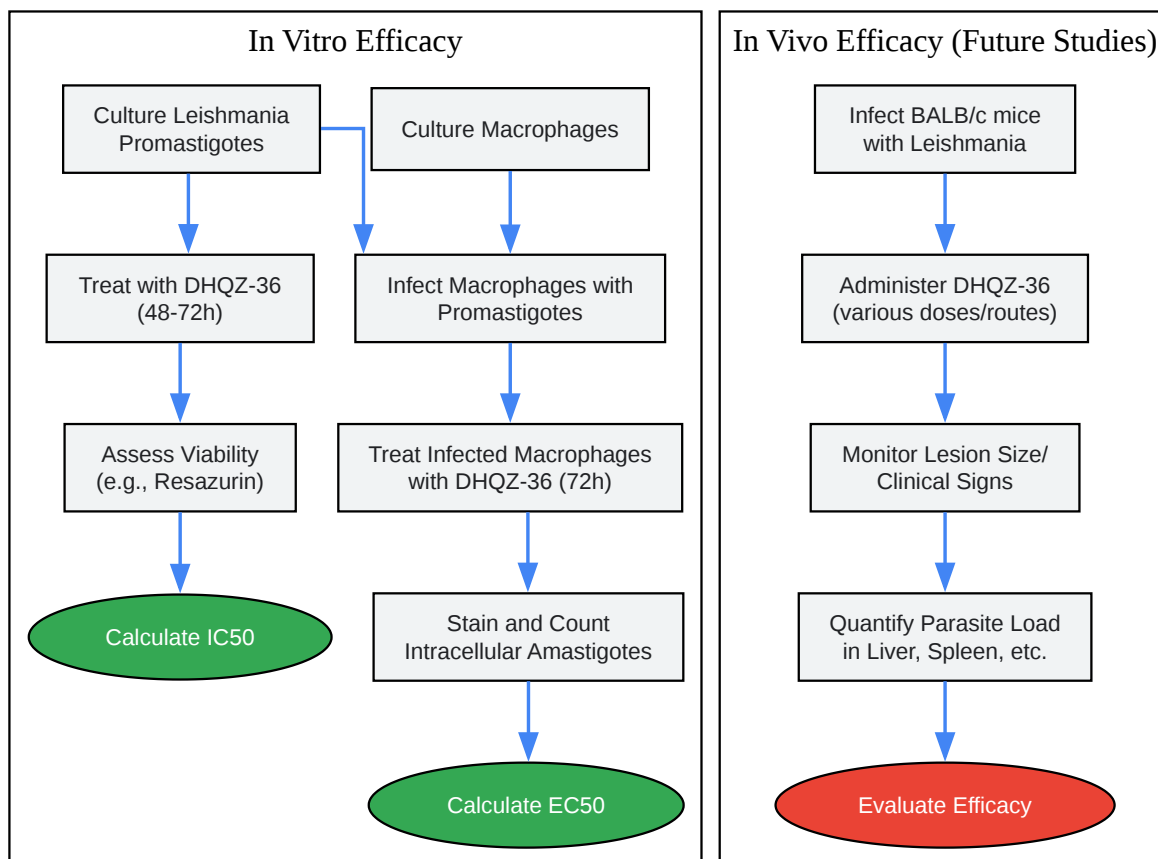 In Vitro Efficacy
Culture Leishmania
Promastigotes
Culture Macrophages
Treat with DHQZ-36
(48-72h)
Infect Macrophages with
Promastigotes
Assess Viability
(e.g., Resazurin)
Treat Infected Macrophages
with DHQZ-36 (72h)
Calculate IC50
Stain and Count
Intracellular Amastigotes
Calculate EC50
In Vivo Efficacy (Future Studies)
Infect BALB/c mice
with Leishmania
Administer DHQZ-36
(various doses/routes)
Monitor Lesion Size/
Clinical Signs
Quantify Parasite Load
in Liver, Spleen, etc.
Evaluate Efficacy